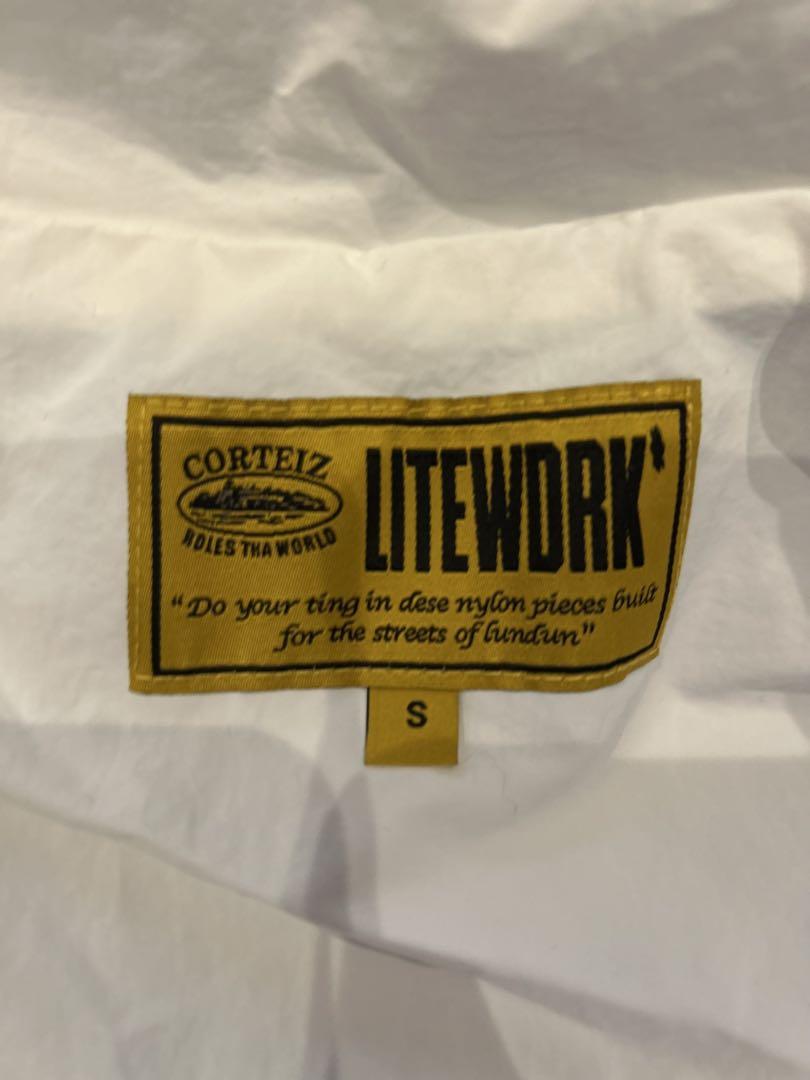 CORTEIZ
RULES THA WORLD
LITEWORK
“Do your ting in dese nylon pieces built
for the streets of lundun”
S